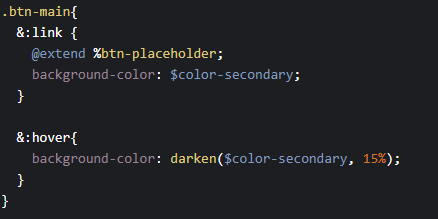 .btn-main{
&:link {
@extend %btn-placeholder;
background-color: $color-secondary;
}
&:hover{
background-color: darken($color-secondary, 15%);
}
}